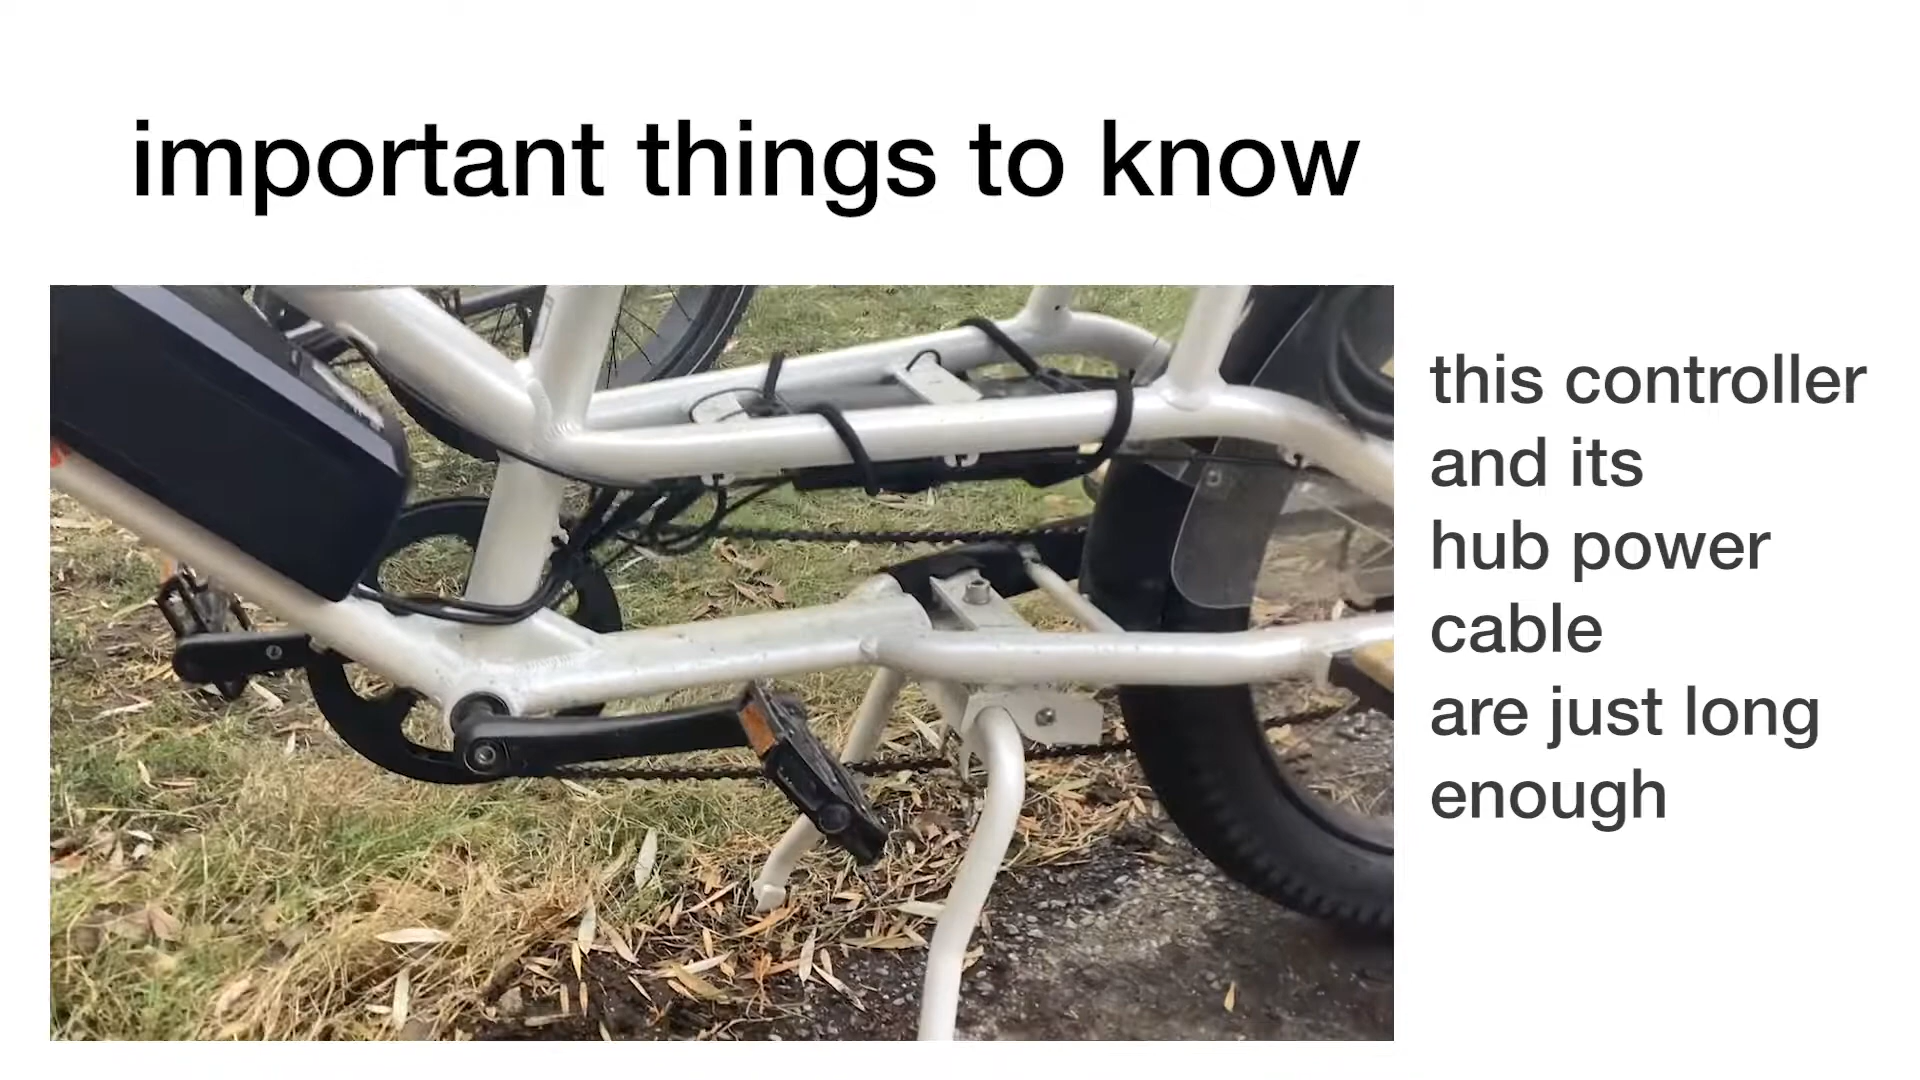 important things to know
this controller
and its
hub power
cable
are just long
enough